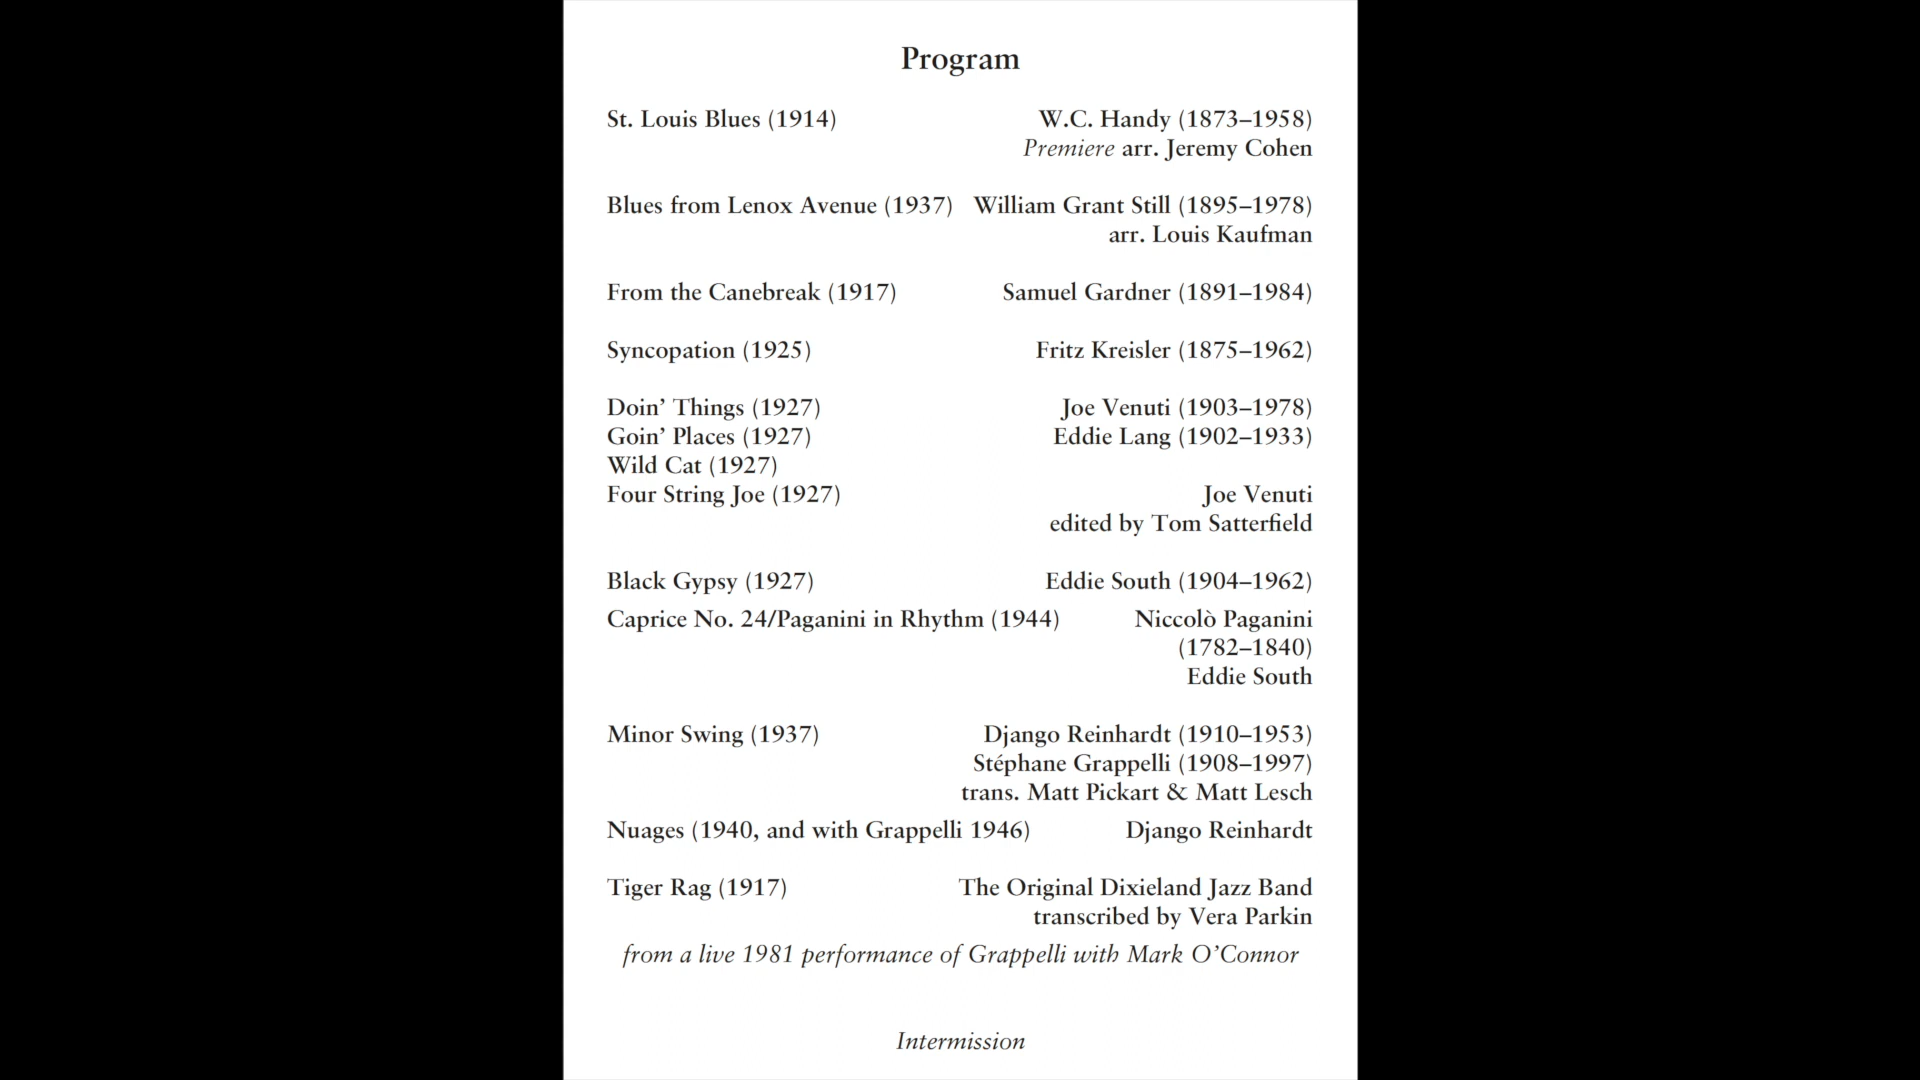 Program
St. Louis Blues (1914) W.C. Handy (1873–1958)
Premiere arr. Jeremy Cohen
Blues from Lenox Avenue (1937) William Grant Still (1895–1978)
arr. Louis Kaufman
From the Canebreak (1917) Samuel Gardner (1891–1984)
Syncopation (1925) Fritz Kreisler (1875–1962)
Doin’ Things (1927) Joe Venuti (1903–1978)
Goin’ Places (1927) Eddie Lang (1902–1933)
Wild Cat (1927)
Four String Joe (1927) Joe Venuti
edited by Tom Satterfield
Black Gypsy (1927) Eddie South (1904–1962)
Caprice No. 24/Paganini in Rhythm (1944) Niccolò Paganini
(1782–1840)
Eddie South
Minor Swing (1937) Django Reinhardt (1910–1953)
Stéphane Grappelli (1908–1997)
trans. Matt Pickart & Matt Lesch
Nuages (1940, and with Grappelli 1946) Django Reinhardt
Tiger Rag (1917) The Original Dixieland Jazz Band
transcribed by Vera Parkin
from a live 1981 performance of Grappelli with Mark O’Connor
Intermission